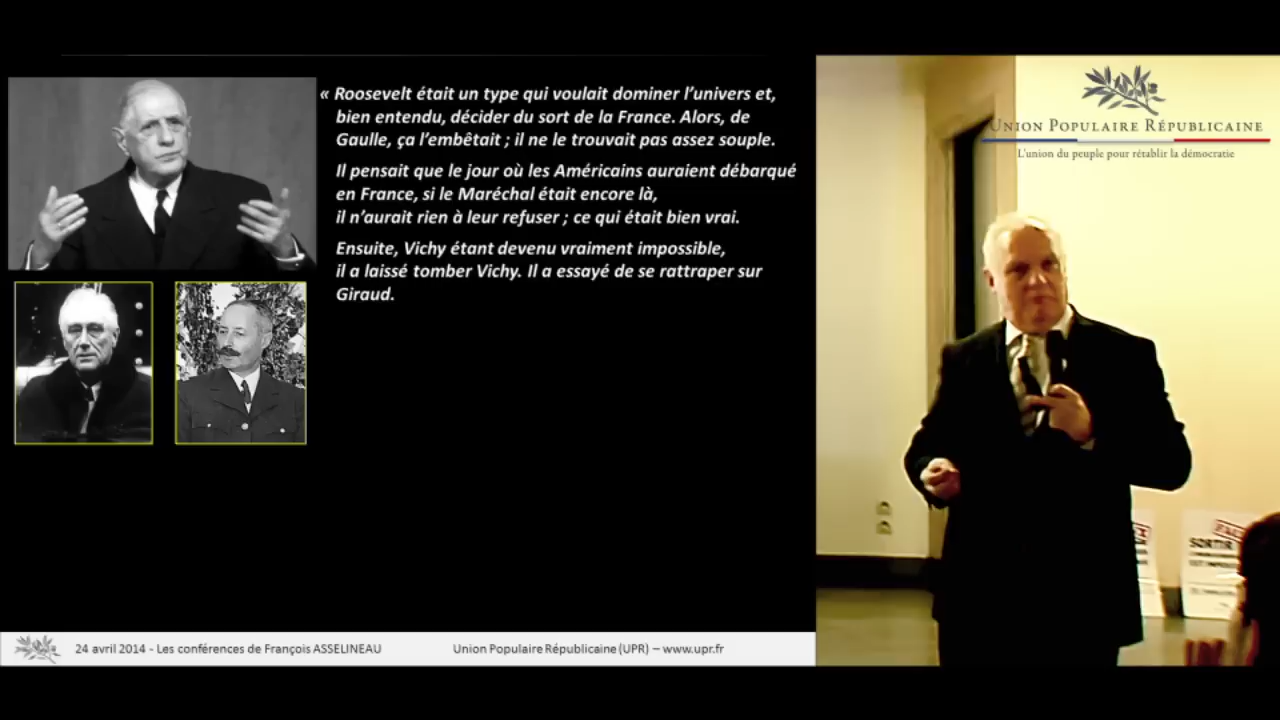 « Roosevelt était un type qui voulait dominer l'univers et,
bien entendu, décider du sort de la France. Alors, de
Gaulle, ça l'embêtait ; il ne le trouvait pas assez souple.
Il pensait que le jour où les Américains auraient débarqué
en France, si le Maréchal était encore là,
il n'aurait rien à leur refuser ; ce qui était bien vrai.
Ensuite, Vichy étant devenu vraiment impossible,
il a laissé tomber Vichy. Il a essayé de se rattraper sur
Giraud.
UNION POPULAIRE RÉPUBLICAINE
L'union du peuple pour rétablir la démocratie
SORTIR
24 avril 2014 - Les conférences de François ASSELINEAU
Union Populaire Républicaine (UPR) – www.upr.fr